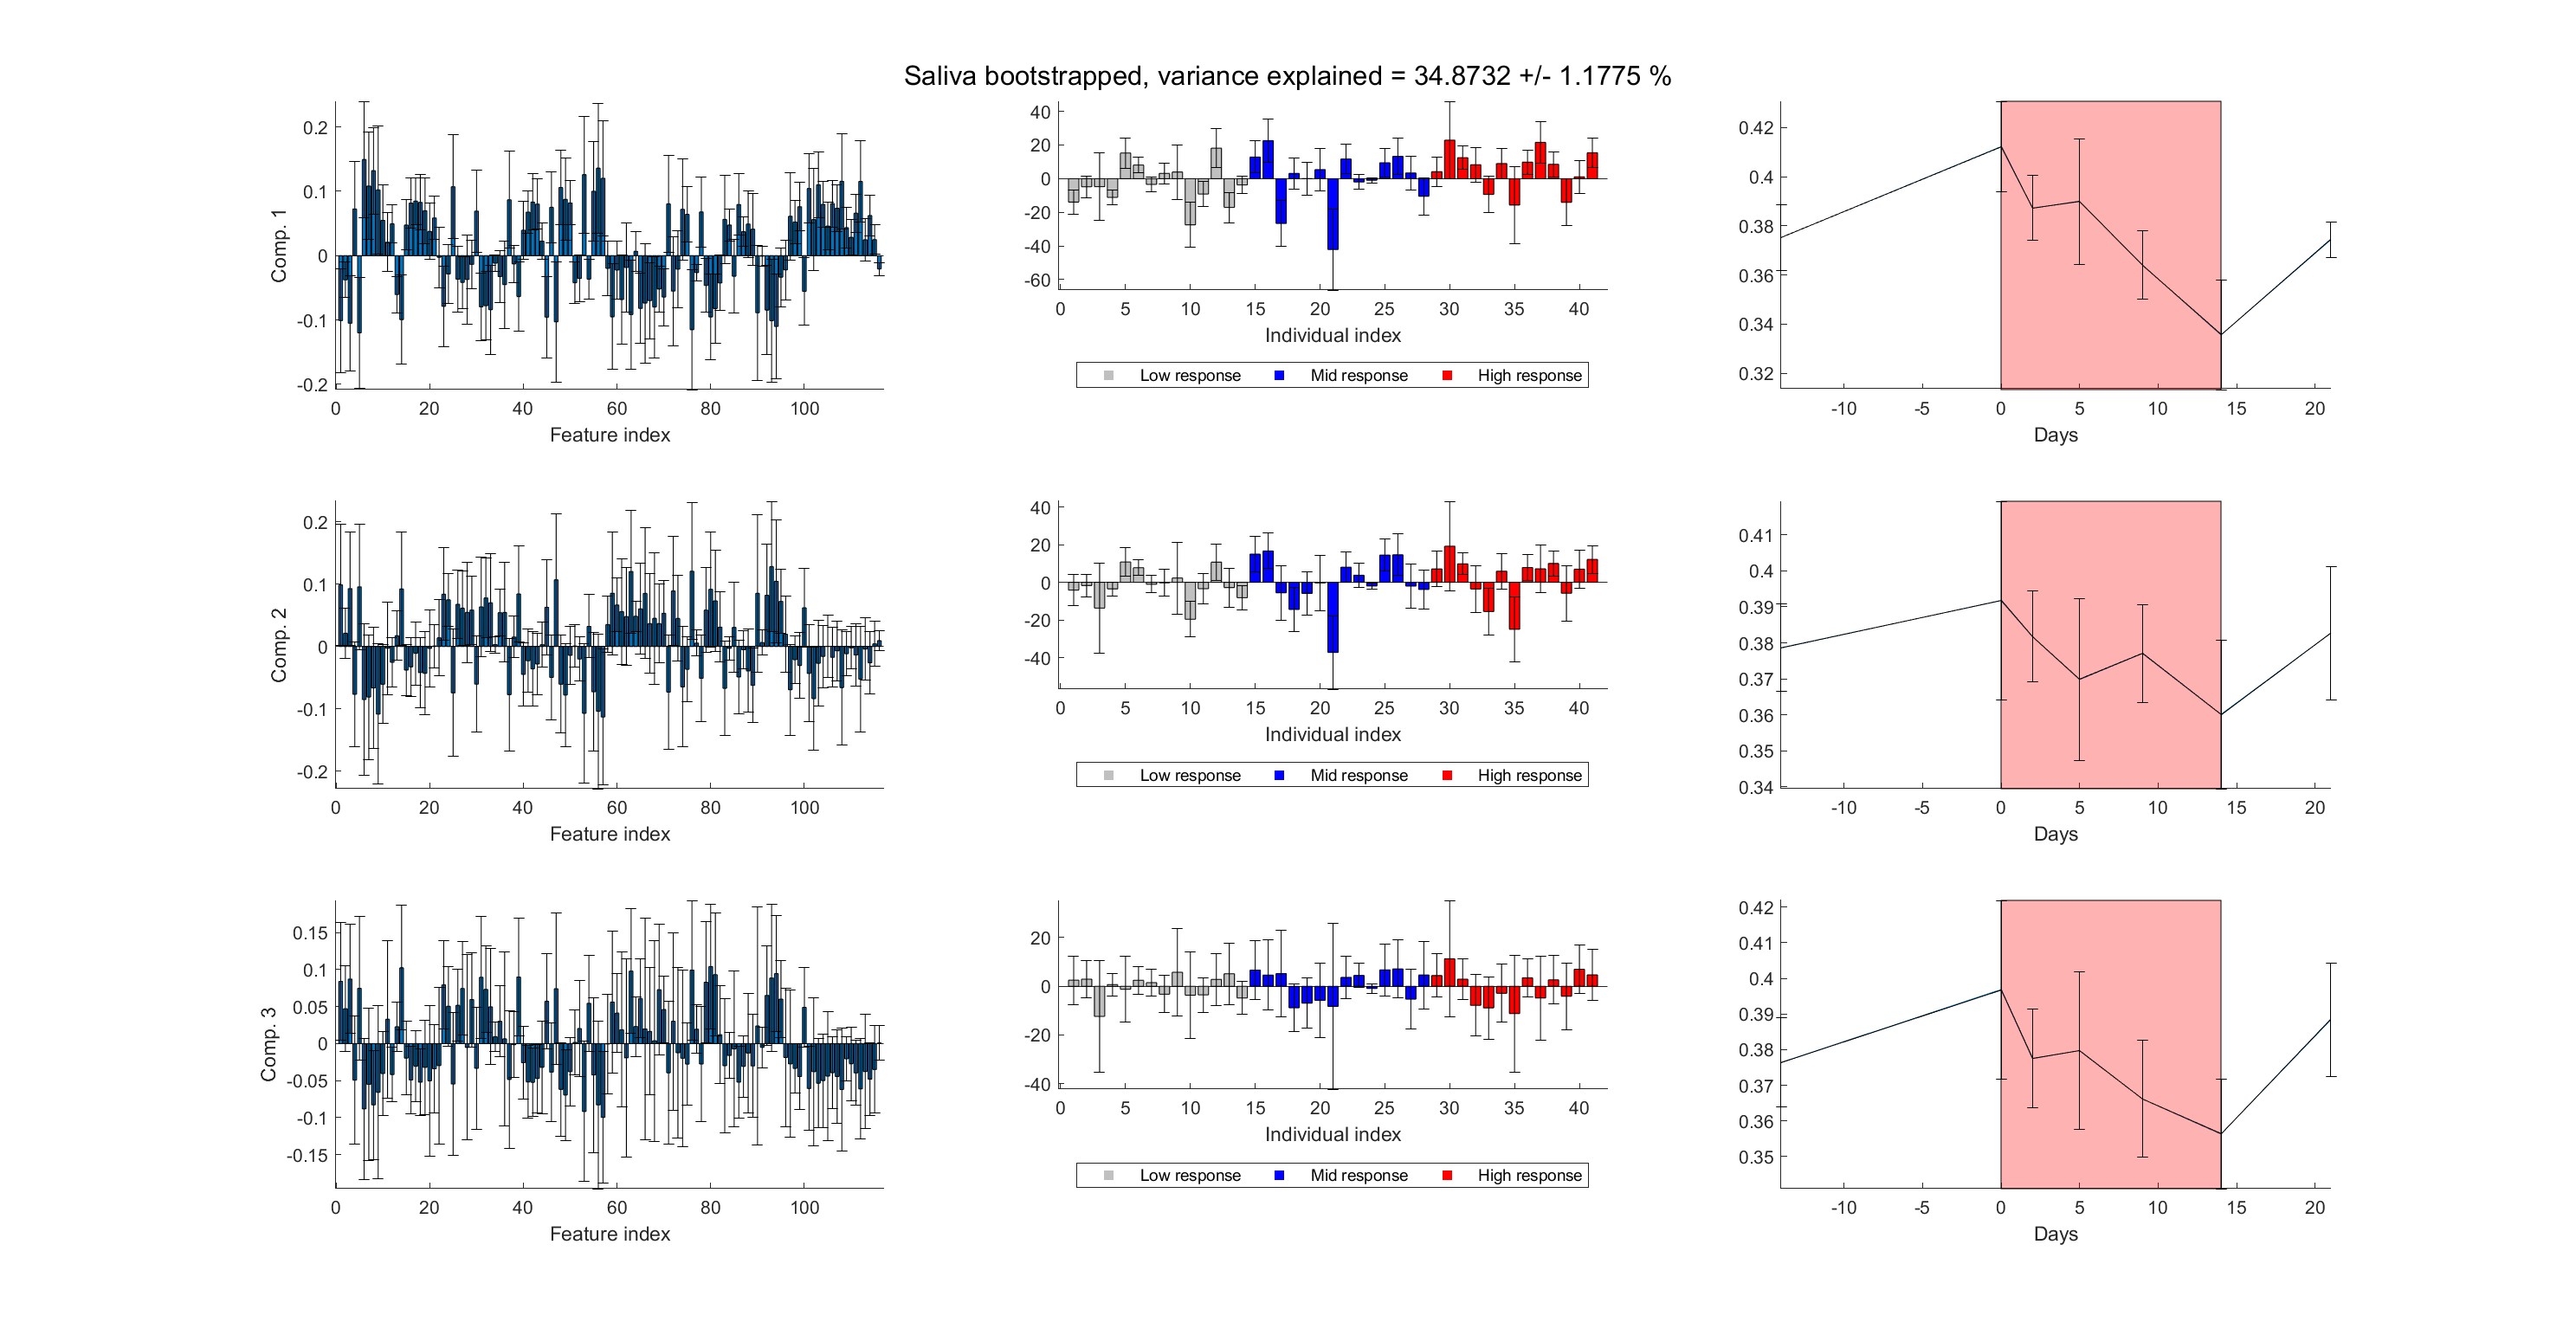 Saliva bootstrapped, variance explained = 34.8732 +/- 1.1775 %
Comp. 1
0.2
0.1
0
-0.1
-0.2
0 20 40 60 80 100
Feature index
40
20
0
-20
-40
-60
0 5 10 15 20 25 30 35 40
Individual index
Low response Mid response High response
0.42
0.4
0.38
0.36
0.34
0.32
-10 -5 0 5 10 15 20
Days
Comp. 2
0.2
0.1
0
-0.1
-0.2
0 20 40 60 80 100
Feature index
40
20
0
-20
-40
0 5 10 15 20 25 30 35 40
Individual index
Low response Mid response High response
0.41
0.4
0.39
0.38
0.37
0.36
0.35
0.34
-10 -5 0 5 10 15 20
Days
Comp. 3
0.15
0.1
0.05
0
-0.05
-0.1
-0.15
0 20 40 60 80 100
Feature index
20
0
-20
-40
0 5 10 15 20 25 30 35 40
Individual index
Low response Mid response High response
0.42
0.41
0.4
0.39
0.38
0.37
0.36
0.35
-10 -5 0 5 10 15 20
Days